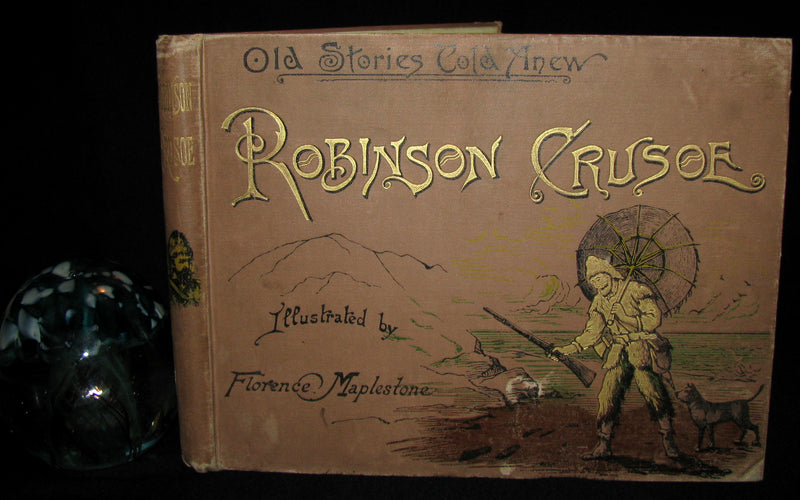 Old Stories Told Anew
Robinson Crusoe
Illustrated by
Florence Maplestone